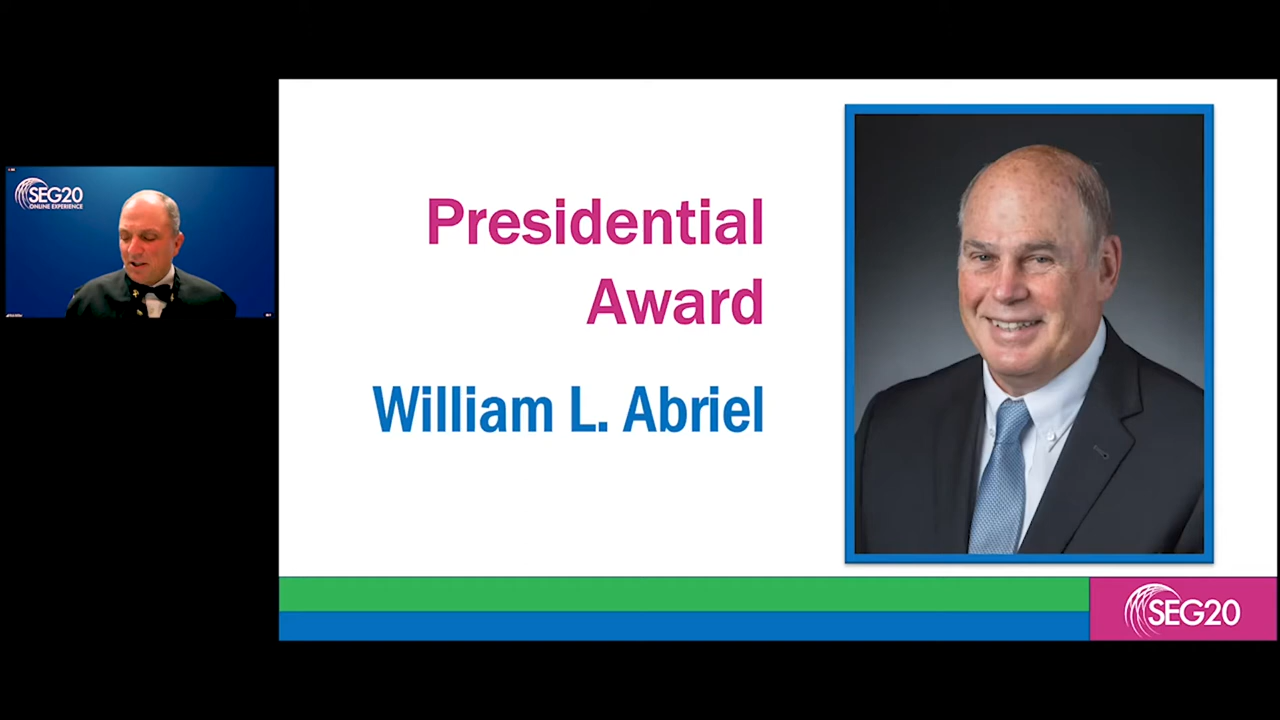 SEG20
ONLINE EXPERIENCE
Presidential
Award
William L. Abriel
SEG20